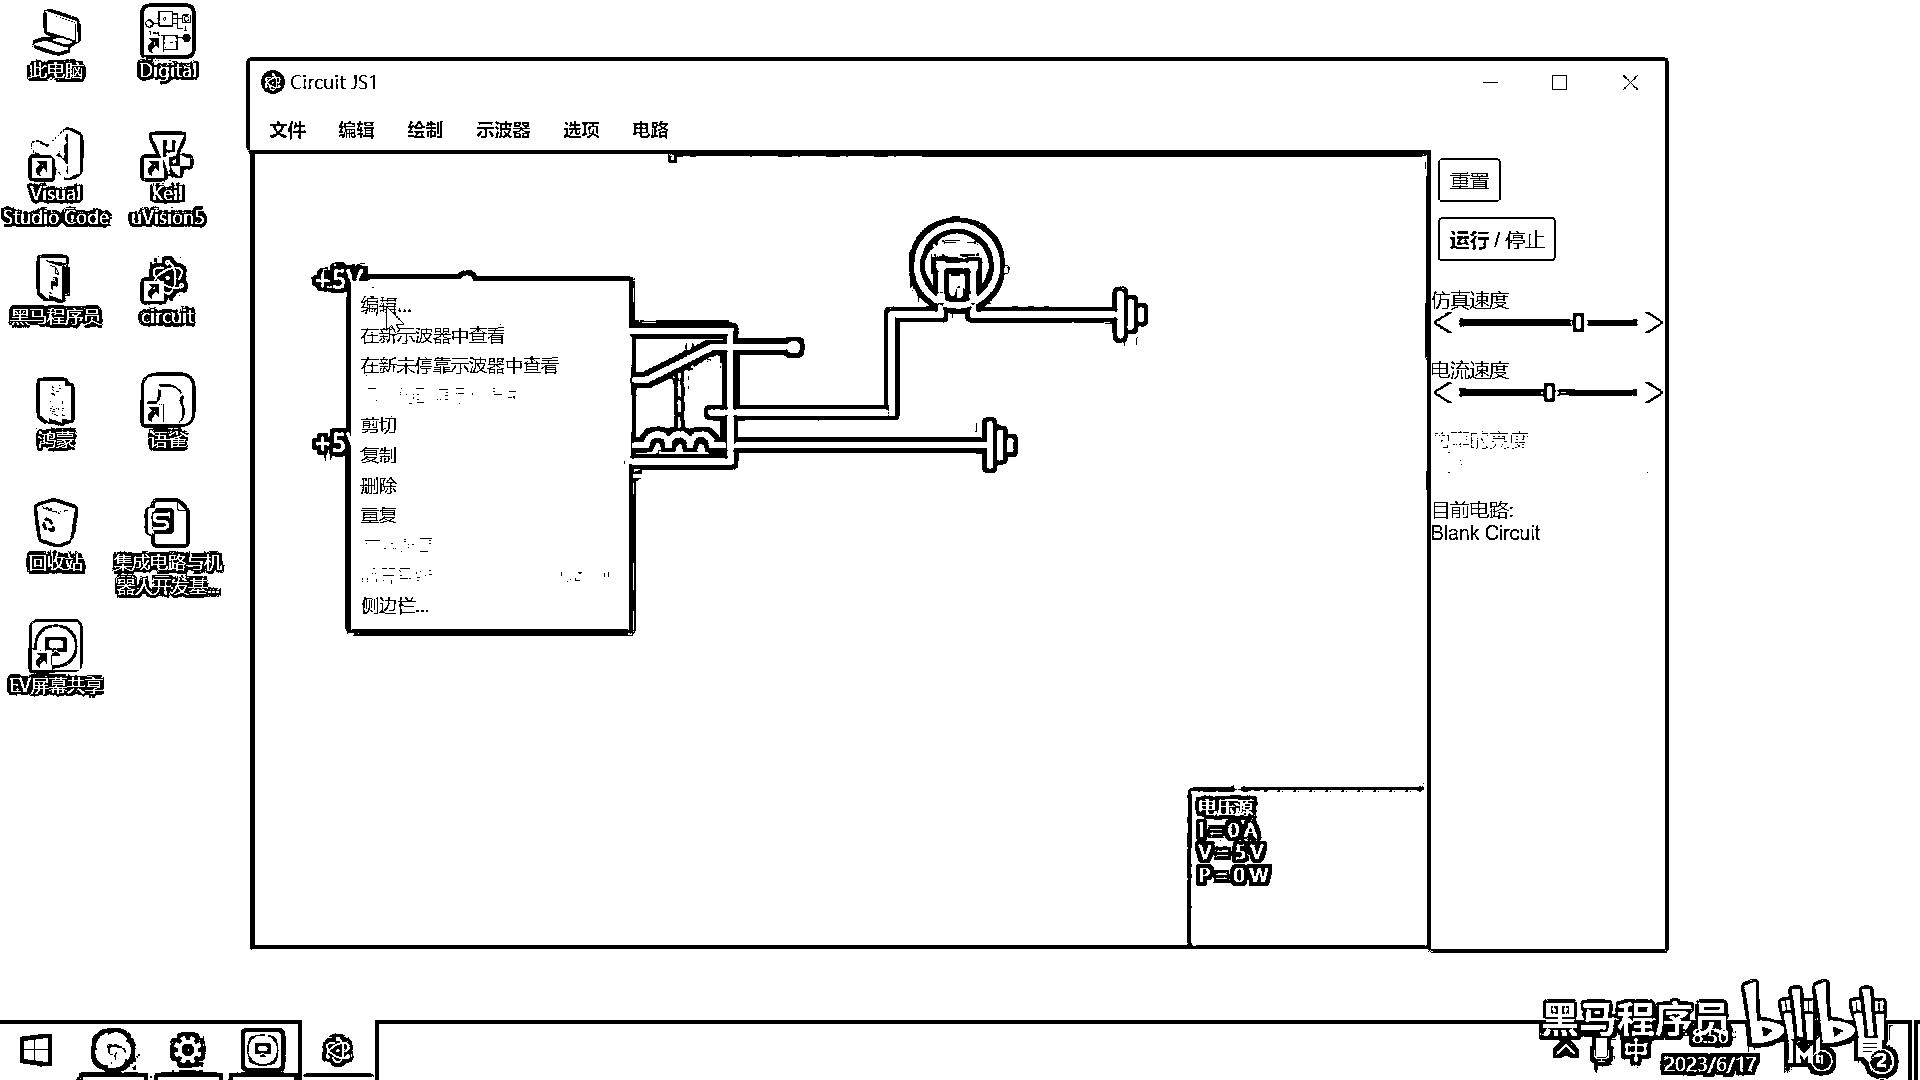 此电脑
Digital
Visual
Studio Code
Keil
uVision5
黑马程序员
circuit
鸿蒙
语雀
回收站
集成电路与机
器人开发基...
EV屏幕共享
Circuit JS1
文件 编辑 绘制 示波器 选项 电路
+5V
+5
编辑...
在新示波器中查看
在新未停靠示波器中查看
剪切
复制
删除
重复
侧边栏...
重置
运行 / 停止
仿真速度
电流速度
功率的亮度
目前电路:
Blank Circuit
电压源
I = 0 A
V = 5 V
P = 0 W
黑马程序员 bilibili
8:50
中
2023/6/17
2